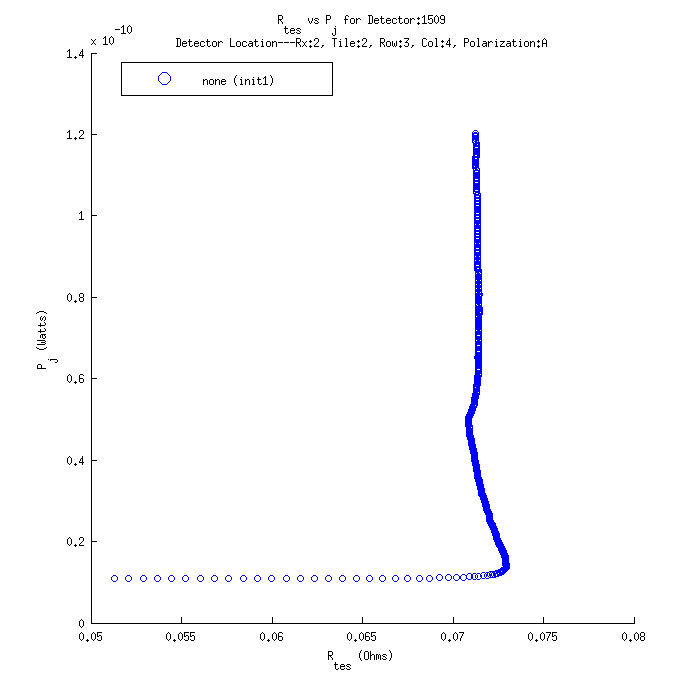 R_tes vs P_j for Detector:1509
Detector Location---Rx:2, Tile:2, Row:3, Col:4, Polarization:A
x 10^-10
none (init1)
1.4
1.2
1
0.8
0.6
0.4
0.2
0
P_j (Watts)
0.05 0.055 0.06 0.065 0.07 0.075 0.08
R_tes (Ohms)